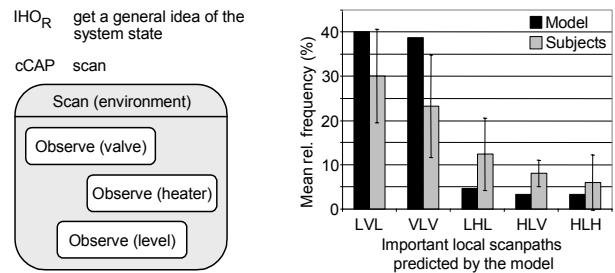 IHO_R get a general idea of the
system state
cCAP scan
Scan (environment)
Observe (valve)
Observe (heater)
Observe (level)
Mean rel. frequency (%)
40
30
20
10
0
Model
Subjects
LVL VLV LHL HLV HLH
Important local scanpaths
predicted by the model